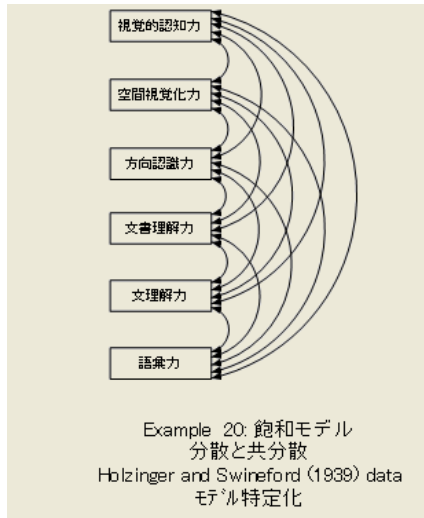 視覚的認知力
空間視覚化力
方向認識力
文書理解力
文理解力
語彙力
Example 20: 飽和モデル
分散と共分散
Holzinger and Swineford (1939) data
モデル特定化